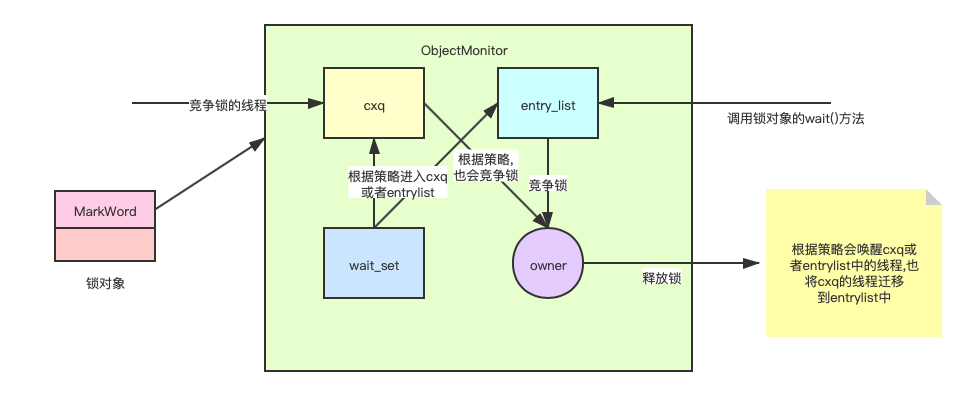 ObjectMonitor
竞争锁的线程
cxq
entry_list
调用锁对象的wait()方法
根据策略进入cxq
或者entrylist
根据策略,
也会竞争锁
竞争锁
MarkWord
锁对象
wait_set
owner
释放锁
根据策略会唤醒cxq或
者entrylist中的线程,也
将cxq的线程迁移
到entrylist中